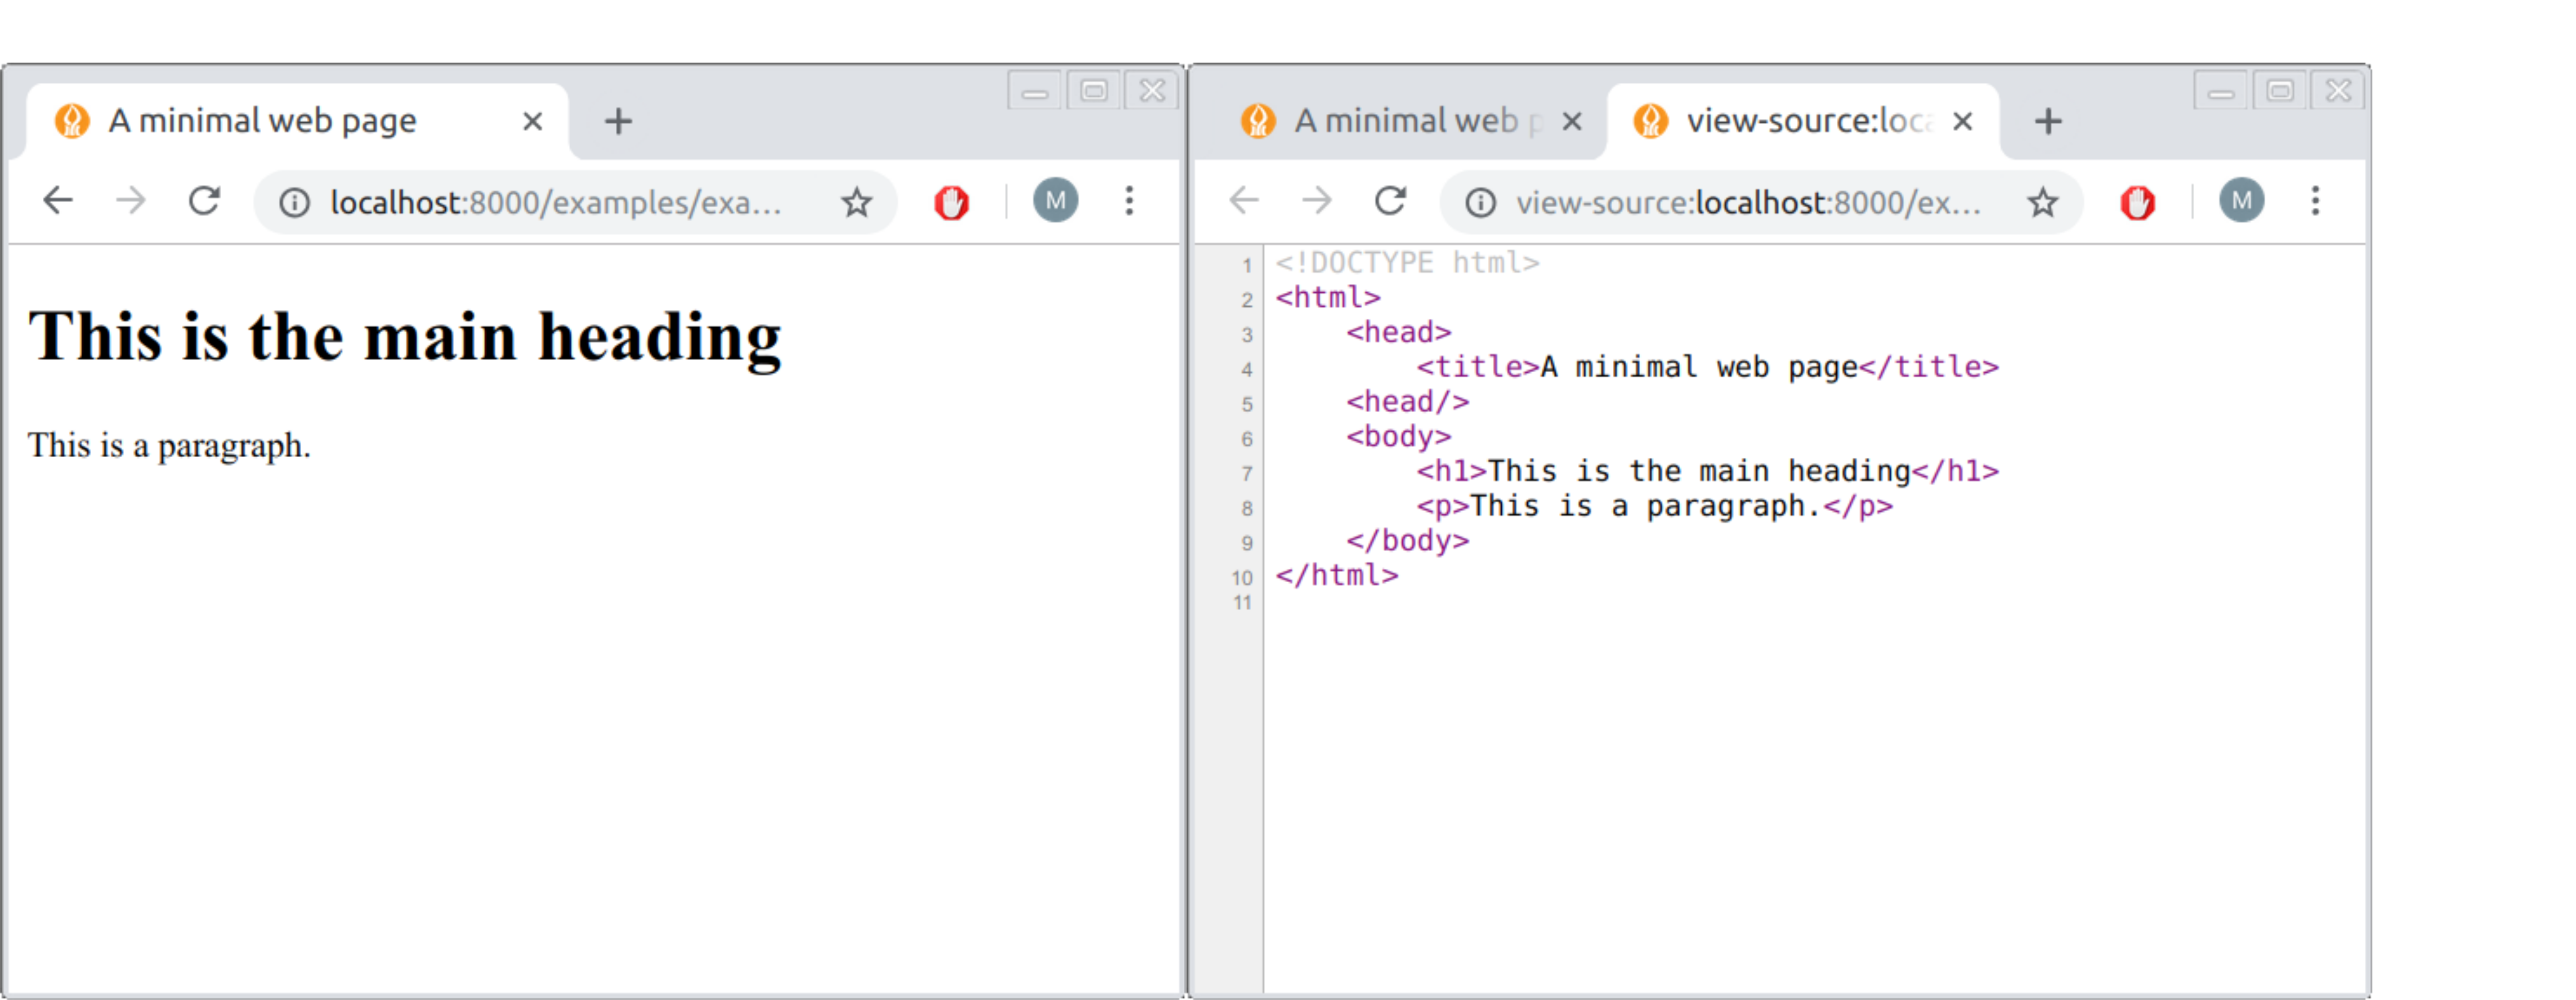 A minimal web page
localhost:8000/examples/exa...
M
This is the main heading
This is a paragraph.
A minimal web p
view-source:loca
view-source:localhost:8000/ex...
M
1 <!DOCTYPE html>
2 <html>
3 <head>
4 <title>A minimal web page</title>
5 <head/>
6 <body>
7 <h1>This is the main heading</h1>
8 <p>This is a paragraph.</p>
9 </body>
10 </html>
11